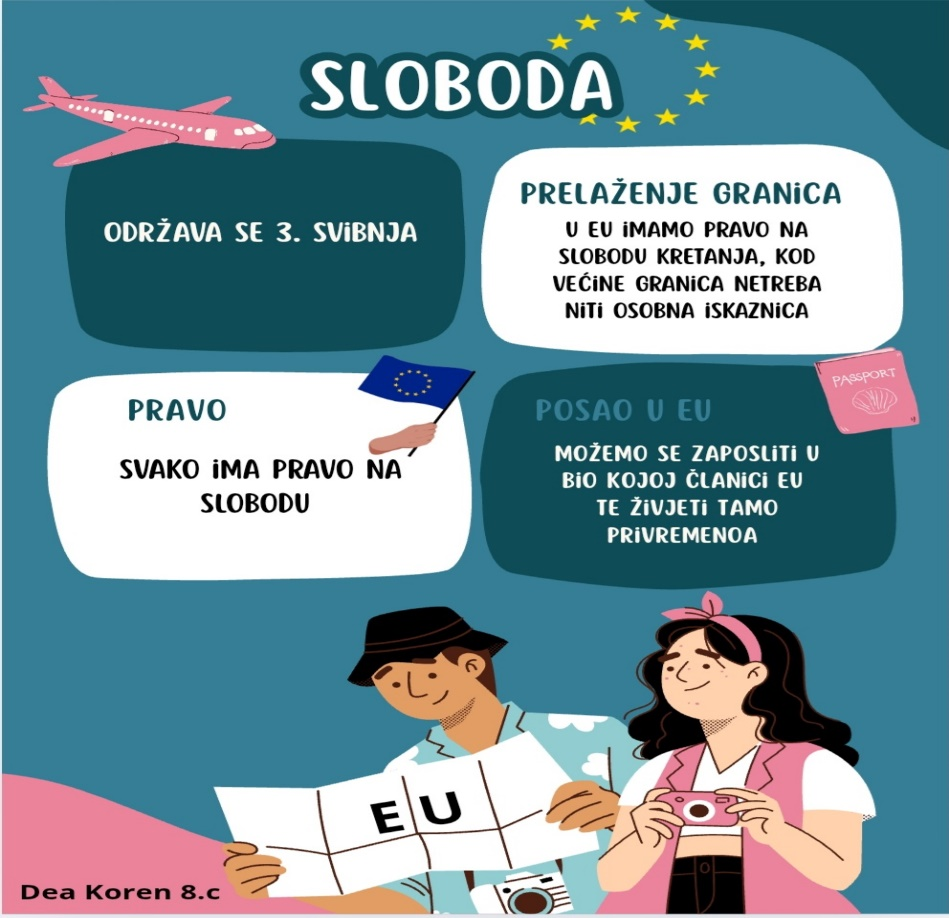 SLOBODA
ODRŽAVA SE 3. SViBNJA
PRELAŽENJE GRANiCA
U EU iMAMO PRAVO NA
SLOBODU KRETANJA, KOD
VEĆiNE GRANiCA NETREBA
NiTi OSOBNA iSKAZNiCA
PRAVO
SVAKO iMA PRAVO NA
SLOBODU
POSAO U EU
MOŽEMO SE ZAPOSLiTi U
BiO KOJOJ ČLANiCi EU
TE ŽiVJETi TAMO
PRiVREMENOA
PASSPORT
EU
Dea Koren 8.c